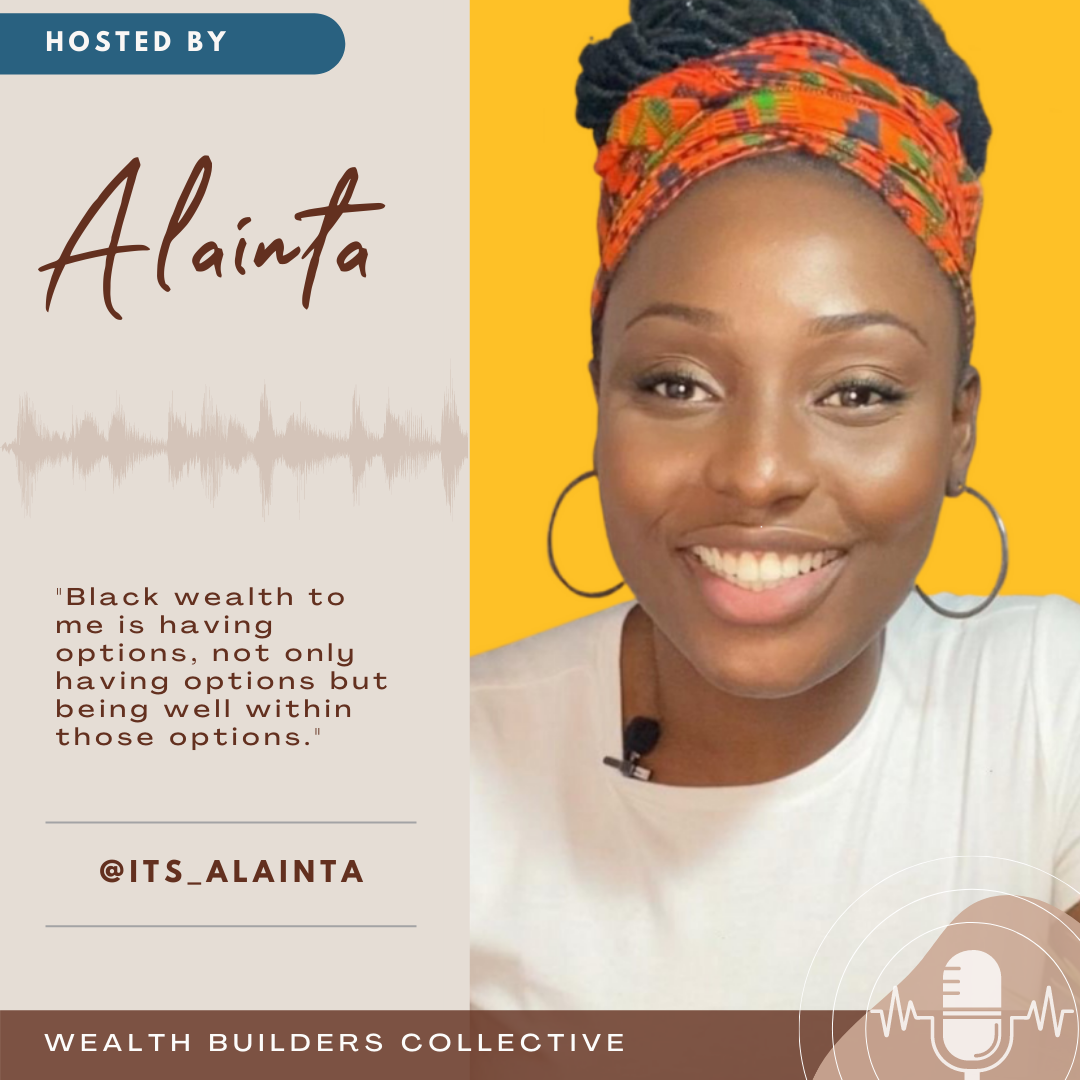 HOSTED BY
Alainta
"Black wealth to
me is having
options, not only
having options but
being well within
those options."
@ITS_ALAINTA
WEALTH BUILDERS COLLECTIVE